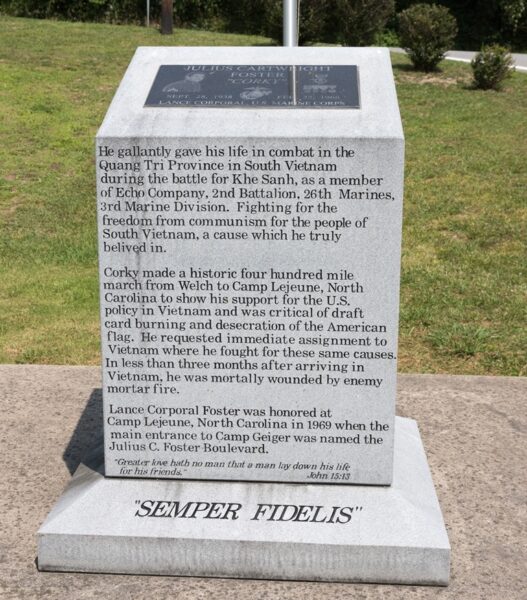 JULIUS CARTWRIGHT
FOSTER
"CORKY"
SEPT. 28, 1938
LANCE CORPORAL, U.S. MARINE CORPS
He gallantly gave his life in combat in the
Quang Tri Province in South Vietnam
during the battle for Khe Sanh, as a member
of Echo Company, 2nd Battalion, 26th Marines,
3rd Marine Division. Fighting for the
freedom from communism for the people of
South Vietnam, a cause which he truly
belived in.
Corky made a historic four hundred mile
march from Welch to Camp Lejeune, North
Carolina to show his support for the U.S.
policy in Vietnam and was critical of draft
card burning and desecration of the American
flag. He requested immediate assignment to
Vietnam where he fought for these same causes.
In less than three months after arriving in
Vietnam, he was mortally wounded by enemy
mortar fire.
Lance Corporal Foster was honored at
Camp Lejeune, North Carolina in 1969 when the
main entrance to Camp Geiger was named the
Julius C. Foster Boulevard.
"Greater love hath no man that a man lay down his life
for his friends." John 15:13
"SEMPER FIDELIS"